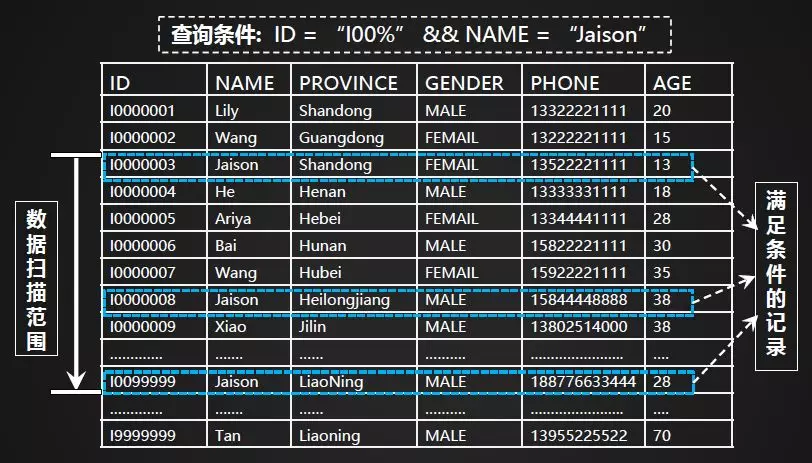 查询条件: ID = “I00%” && NAME = “Jaison”
ID NAME PROVINCE GENDER PHONE AGE
I0000001 Lily Shandong MALE 13322221111 20
I0000002 Wang Guangdong FEMAIL 13222221111 15
I0000003 Jaison Shandong FEMAIL 13522221113 13
I0000004 He Henan MALE 13333331111 18
I0000005 Ariya Hebei FEMAIL 13344441111 28
I0000006 Bai Hunan MALE 15822221111 30
I0000007 Wang Hubei FEMAIL 15922221111 35
I0000008 Jaison Heilongjiang MALE 15844448888 38
I0000009 Xiao Jilin MALE 13802514000 38
............ ....... ...... .......... ....................... ....
I0099999 Jaison LiaoNing MALE 188776633444 28
............. ....... ...... .......... ....................... ....
I9999999 Tan Liaoning MALE 13955225522 70
数据扫描范围
满足条件的记录